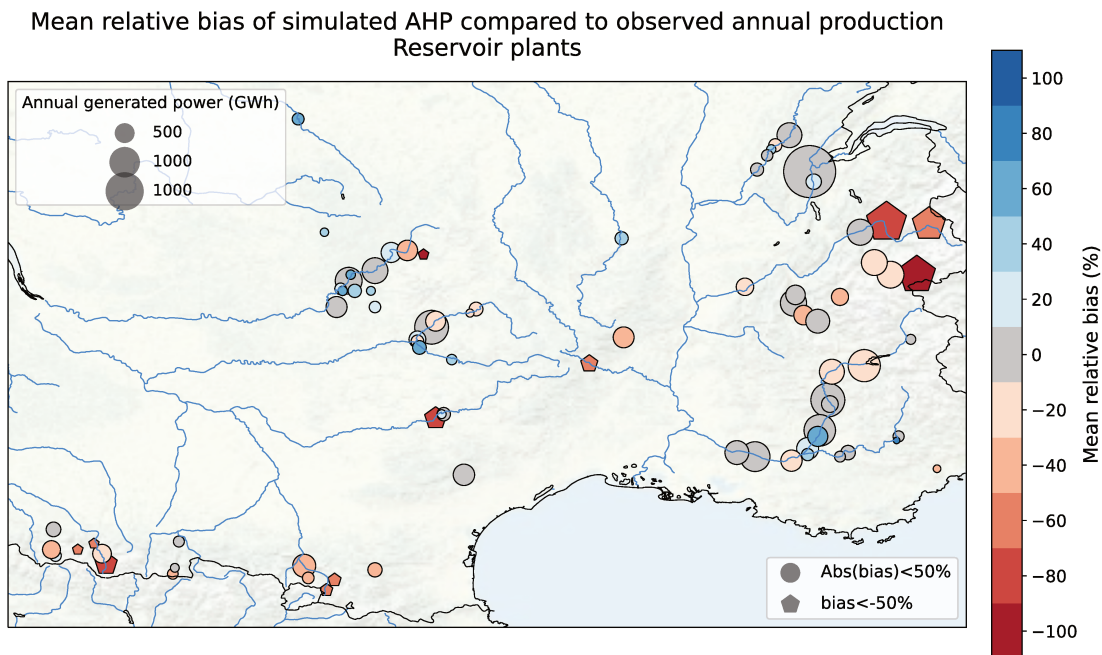 Mean relative bias of simulated AHP compared to observed annual production
Reservoir plants
Annual generated power (GWh)
500
1000
1000
Abs(bias)<50%
bias<-50%
100
80
60
40
20
0
−20
−40
−60
−80
−100
Mean relative bias (%)